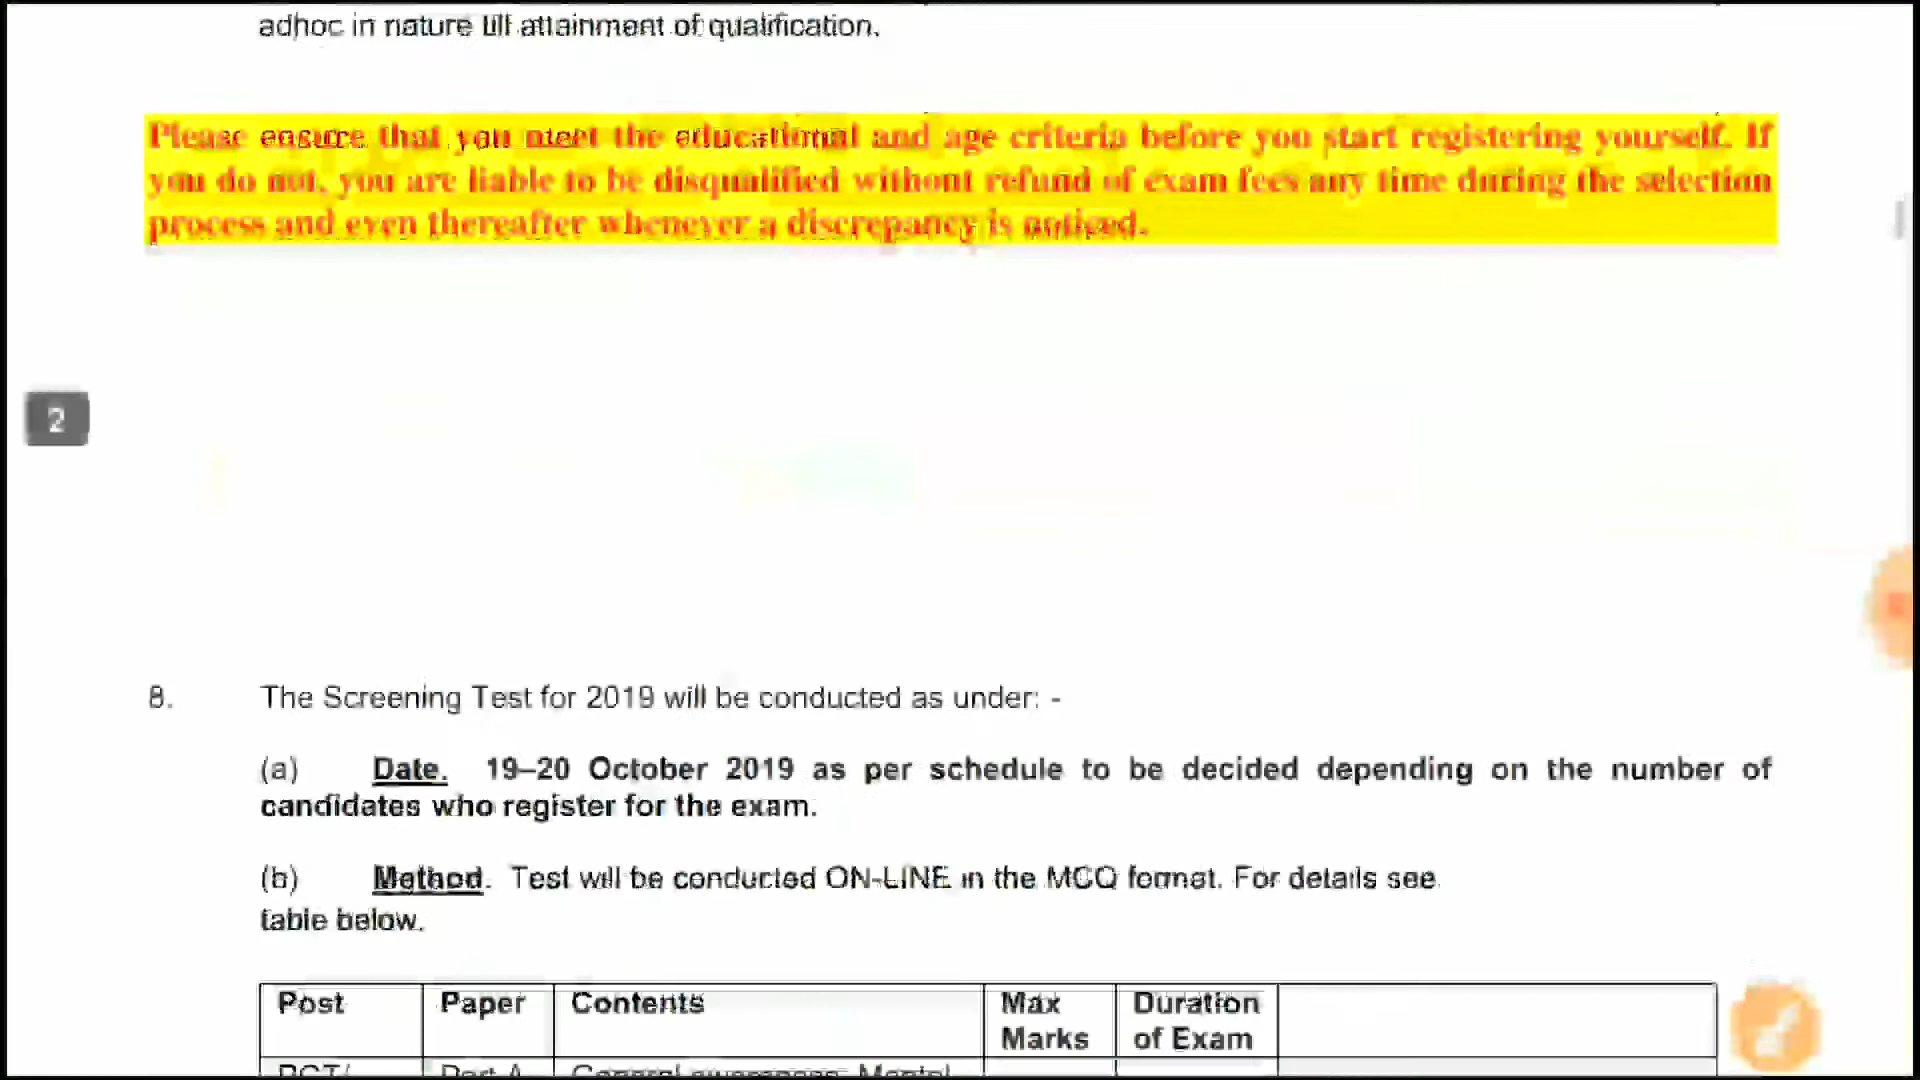 adhoc in nature till attainment of qualification.
Please ensure that you meet the educational and age criteria before you start registering yourself. If
you do not, you are liable to be disqualified without refund of exam fees any time during the selection
process and even thereafter whenever a discrepancy is noticed.
2
8. The Screening Test for 2019 will be conducted as under: -
(a) Date. 19–20 October 2019 as per schedule to be decided depending on the number of
candidates who register for the exam.
(b) Method. Test will be conducted ON-LINE in the MCQ format. For details see
table below.
Post Paper Contents Max Marks Duration of Exam
PGT/ Part A General awareness, Mental